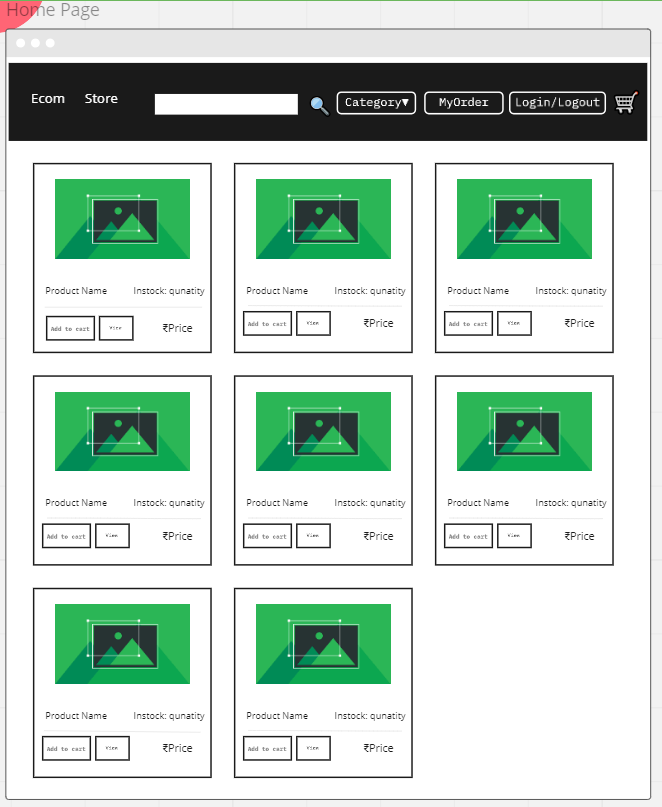 Home Page
Ecom Store Category▼ MyOrder Login/Logout
Product Name Instock: qunatity Product Name Instock: qunatity Product Name Instock: qunatity
Add to cart View ₹Price Add to cart View ₹Price Add to cart View ₹Price
Product Name Instock: qunatity Product Name Instock: qunatity Product Name Instock: qunatity
Add to cart View ₹Price Add to cart View ₹Price Add to cart View ₹Price
Product Name Instock: qunatity Product Name Instock: qunatity
Add to cart View ₹Price Add to cart View ₹Price